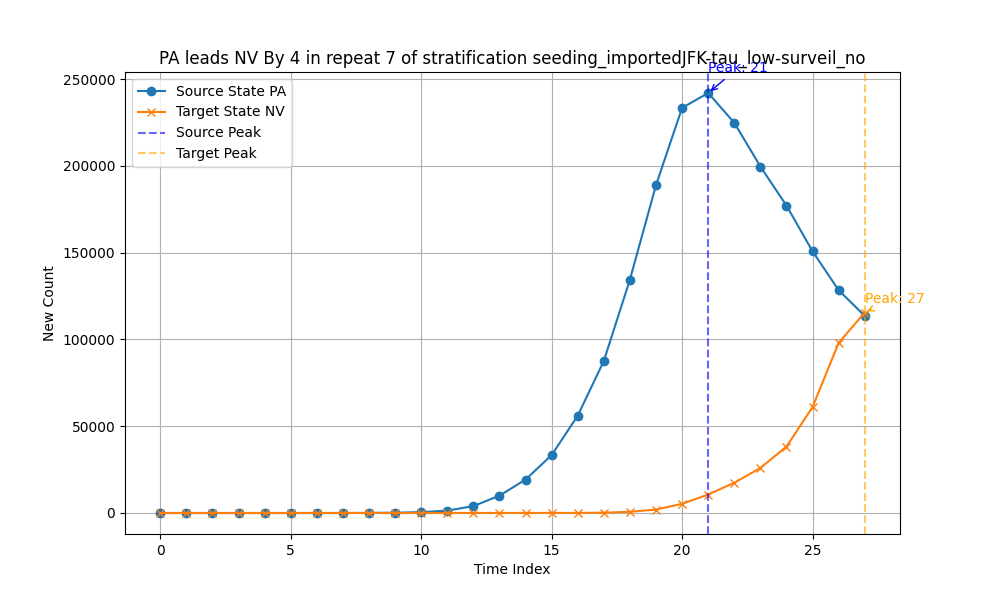 PA leads NV By 4 in repeat 7 of stratification seeding_importedJFK-tau_low-surveil_no
Peak: 21
250000
200000
150000
100000
50000
0
New Count
Source State PA
Target State NV
Source Peak
Target Peak
Peak: 27
0
5
10
15
20
25
Time Index